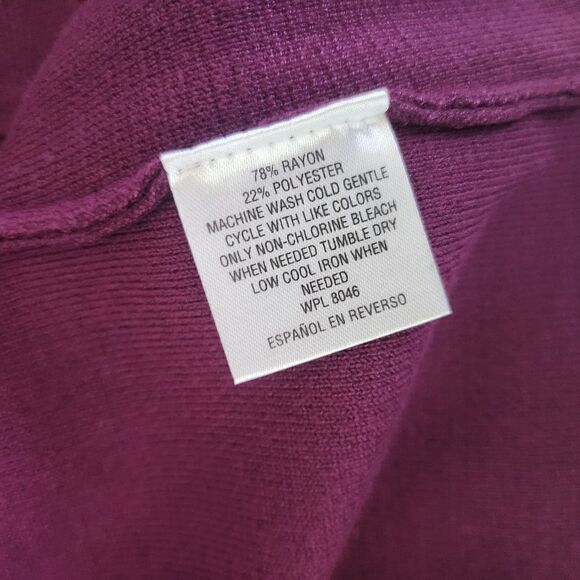 78% RAYON
22% POLYESTER
MACHINE WASH COLD GENTLE
CYCLE WITH LIKE COLORS
ONLY NON-CHLORINE BLEACH
WHEN NEEDED TUMBLE DRY
LOW COOL IRON WHEN
NEEDED
WPL 8046
ESPAÑOL EN REVERSO